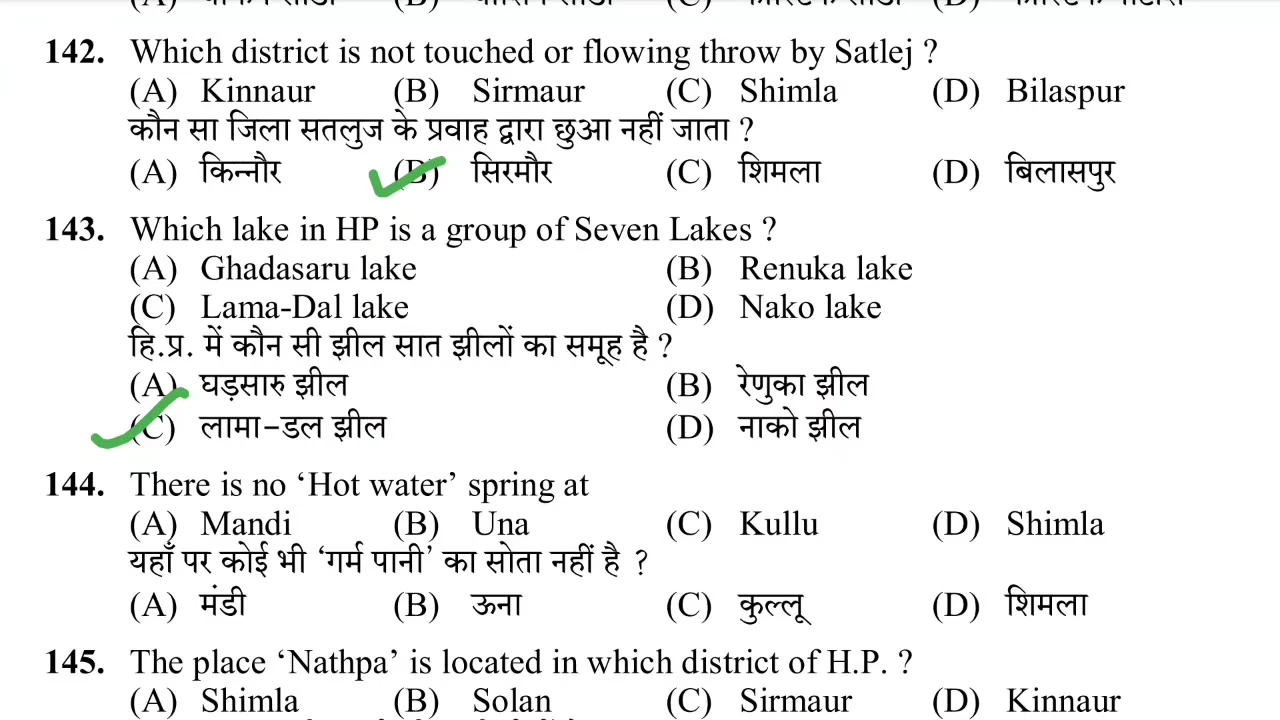 142. Which district is not touched or flowing throw by Satlej ?
(A) Kinnaur (B) Sirmaur (C) Shimla (D) Bilaspur
कौन सा जिला सतलुज के प्रवाह द्वारा छुआ नहीं जाता ?
(A) किन्नौर (B) सिरमौर (C) शिमला (D) बिलासपुर
143. Which lake in HP is a group of Seven Lakes ?
(A) Ghadasaru lake (B) Renuka lake
(C) Lama-Dal lake (D) Nako lake
हि.प्र. में कौन सी झील सात झीलों का समूह है ?
(A) घड़सारु झील (B) रेणुका झील
(C) लामा-डल झील (D) नाको झील
144. There is no ‘Hot water’ spring at
(A) Mandi (B) Una (C) Kullu (D) Shimla
यहाँ पर कोई भी ‘गर्म पानी’ का सोता नहीं है ?
(A) मंडी (B) ऊना (C) कुल्लू (D) शिमला
145. The place ‘Nathpa’ is located in which district of H.P. ?
(A) Shimla (B) Solan (C) Sirmaur (D) Kinnaur